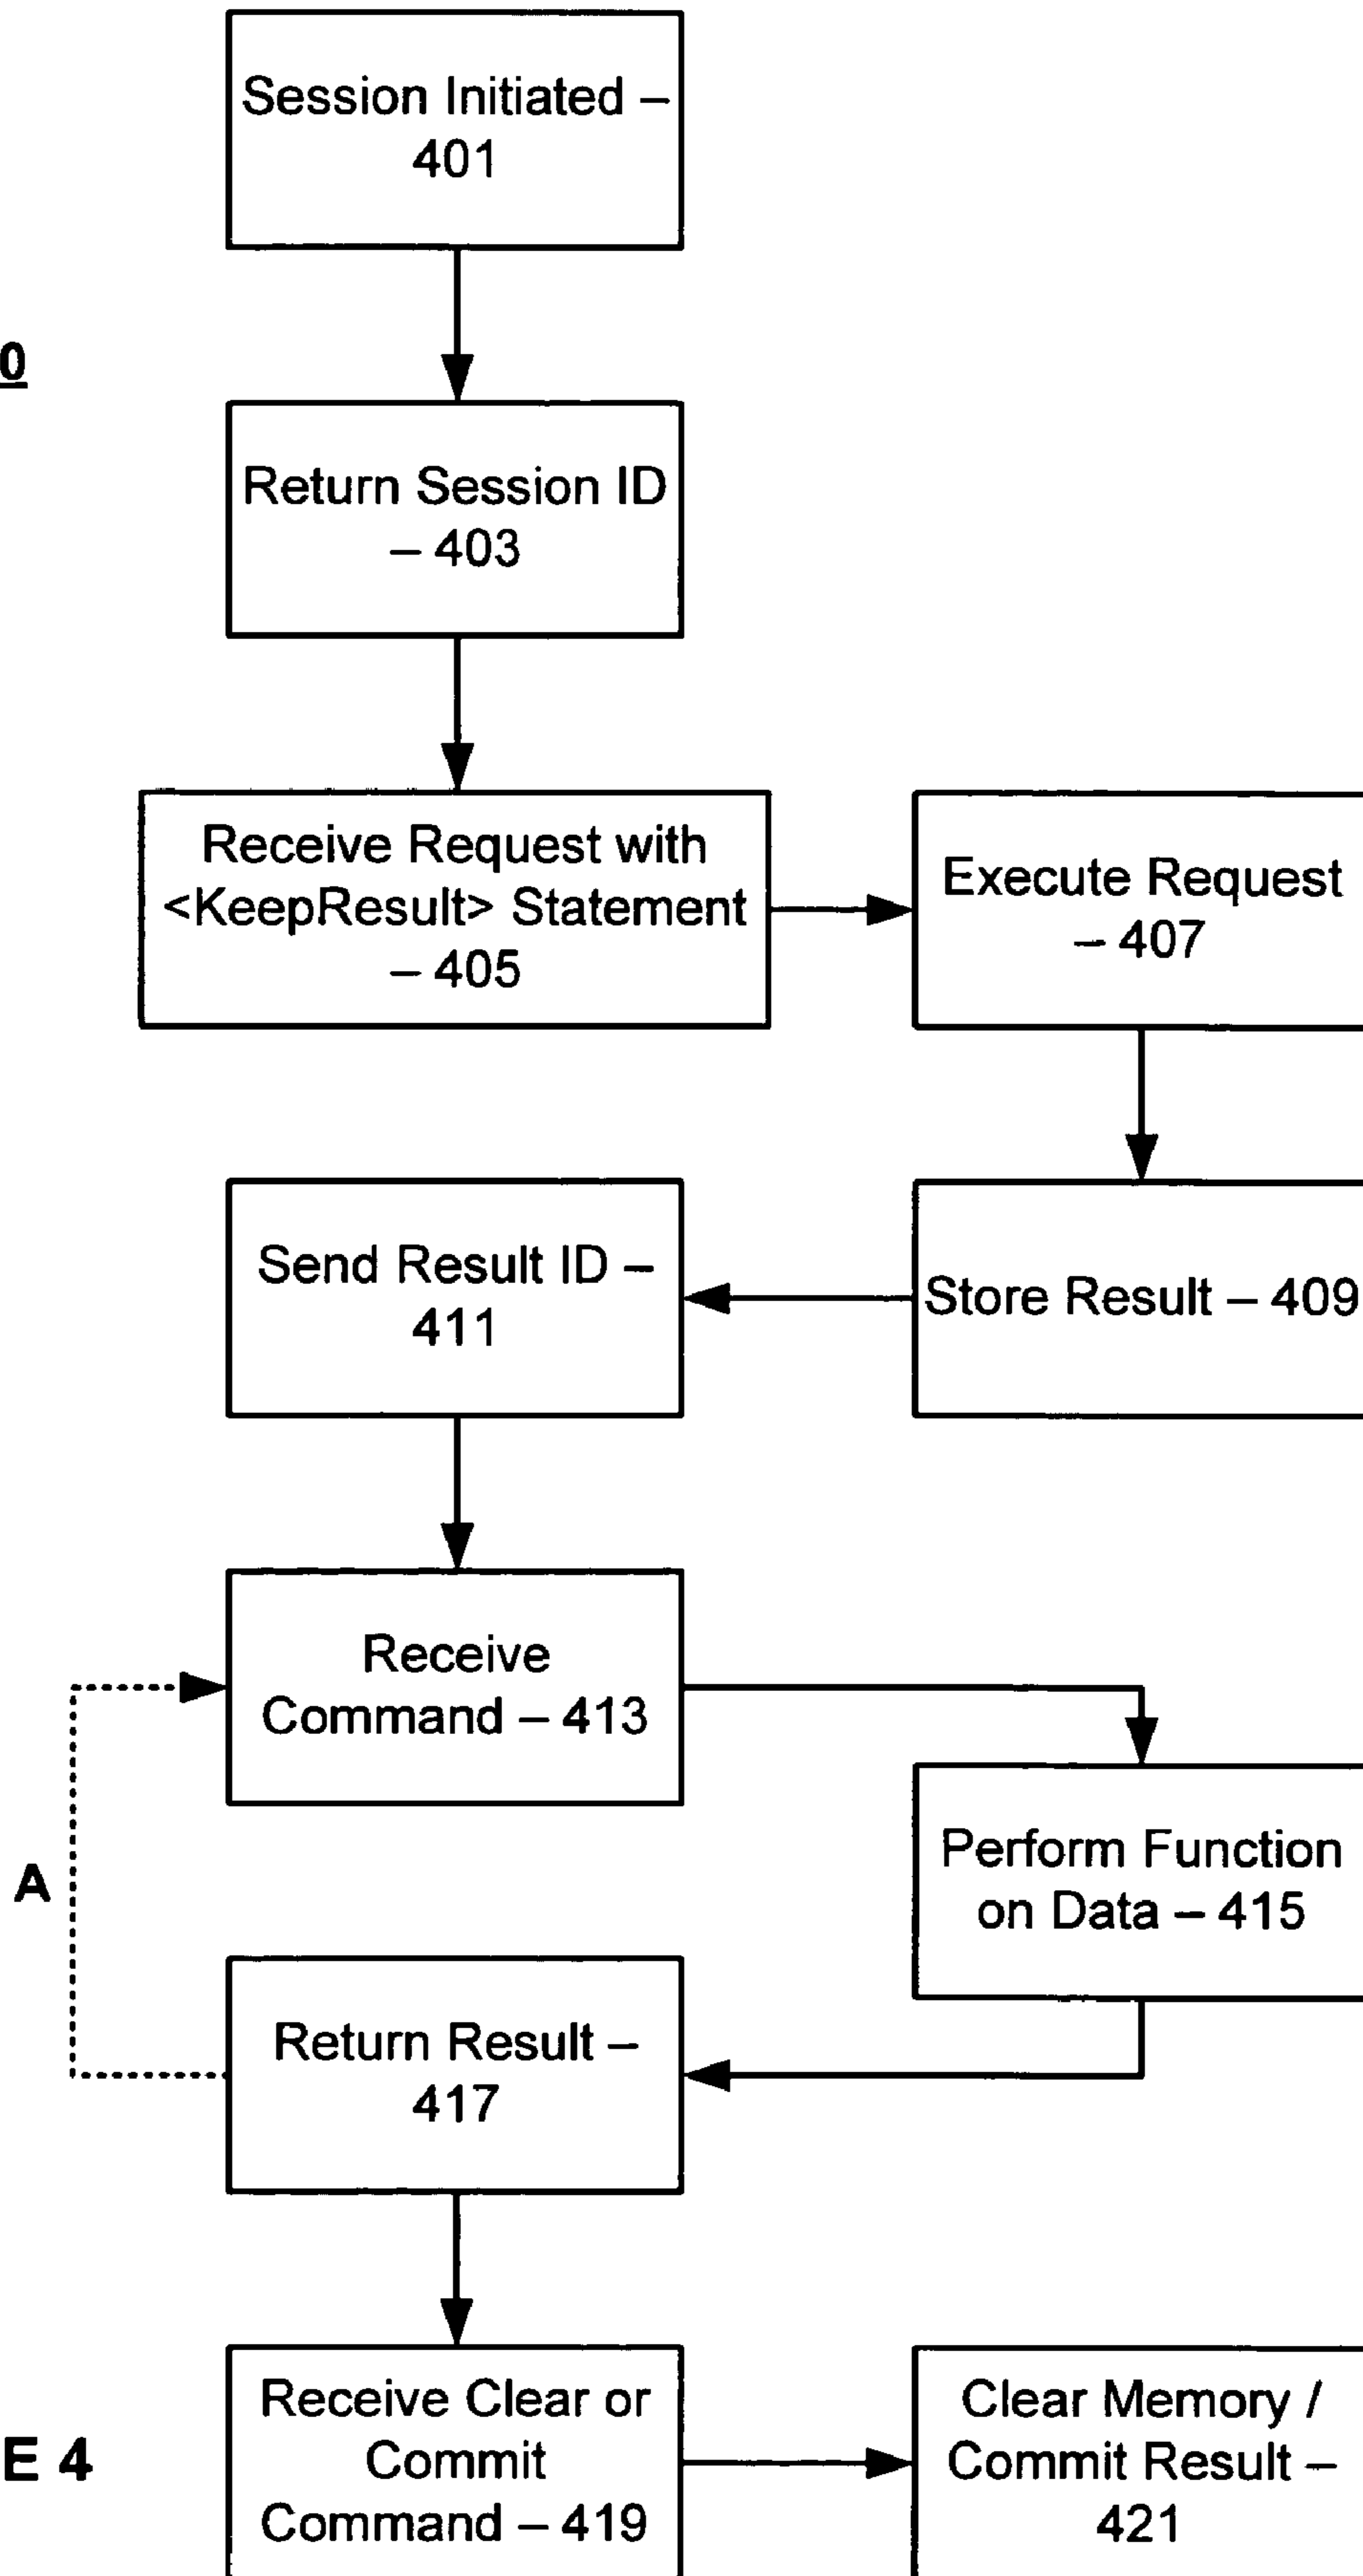 Session Initiated –
401
0
Return Session ID
– 403
Receive Request with
<KeepResult> Statement
– 405
Execute Request
– 407
Send Result ID –
411
Store Result – 409
Receive
Command – 413
Perform Function
on Data – 415
A
Return Result –
417
Receive Clear or
Commit
Command – 419
Clear Memory /
Commit Result –
421
E 4